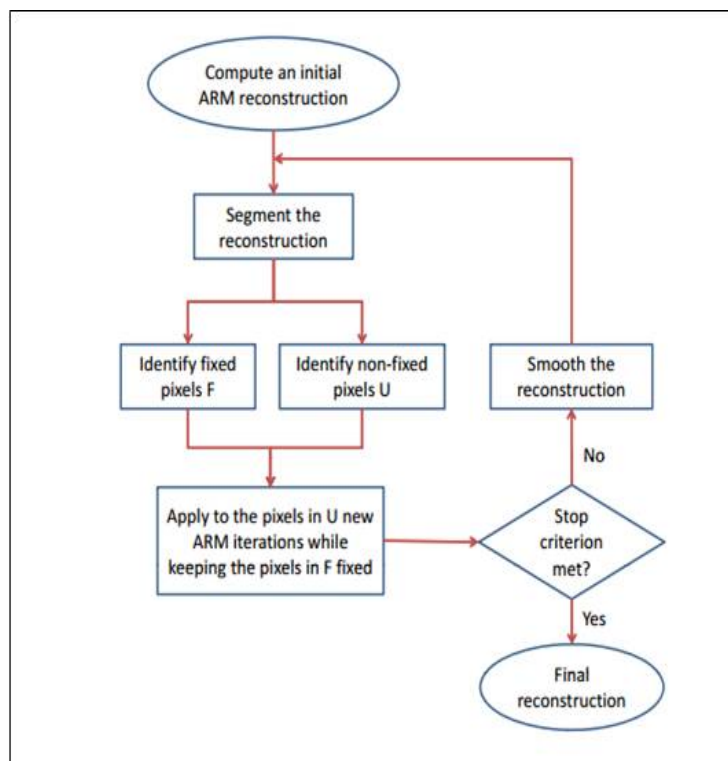 Compute an initial
ARM reconstruction
Segment the
reconstruction
Identify fixed
pixels F
Identify non-fixed
pixels U
Smooth the
reconstruction
No
Apply to the pixels in U new
ARM iterations while
keeping the pixels in F fixed
Stop
criterion
met?
Yes
Final
reconstruction